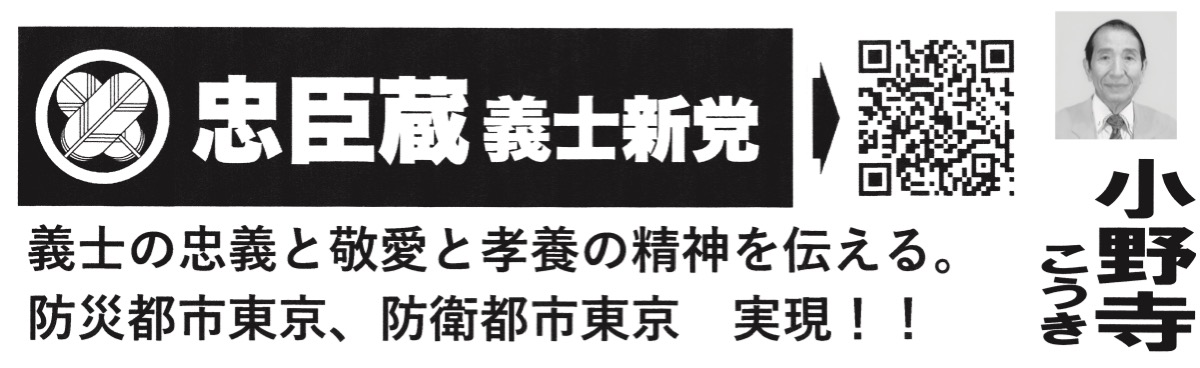 忠臣蔵 義士新党
義士の忠義と敬愛と孝養の精神を伝える。
防災都市東京、防衛都市東京　実現！！
小野寺
こうき